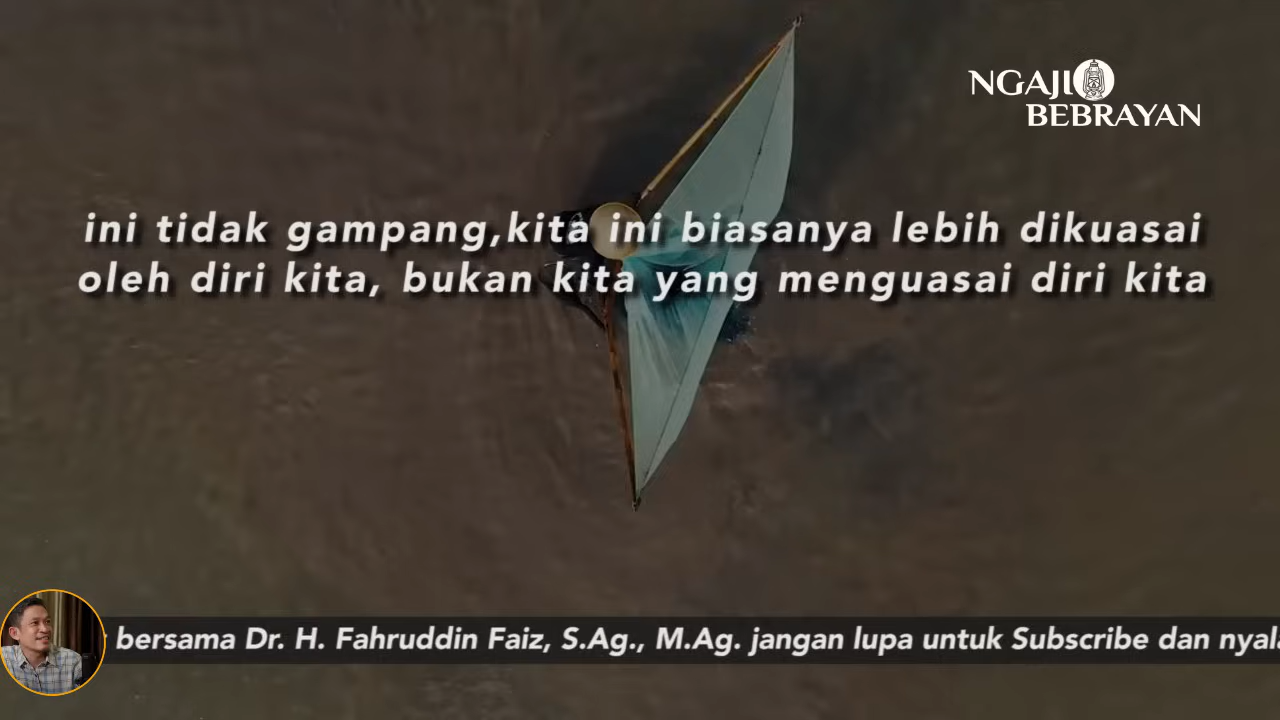 NGAJI
BEBRAYAN
ini tidak gampang,kita ini biasanya lebih dikuasai
oleh diri kita, bukan kita yang menguasai diri kita
bersama Dr. H. Fahruddin Faiz, S.Ag., M.Ag. jangan lupa untuk Subscribe dan